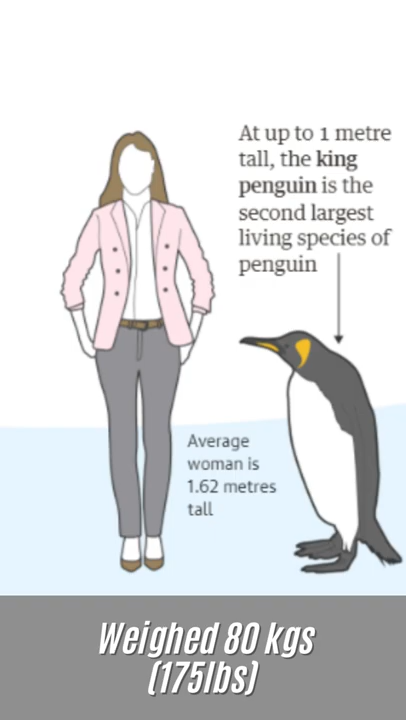 At up to 1 metre
tall, the king
penguin is the
second largest
living species of
penguin
Average
woman is
1.62 metres
tall
Weighed 80 kgs
(175lbs)